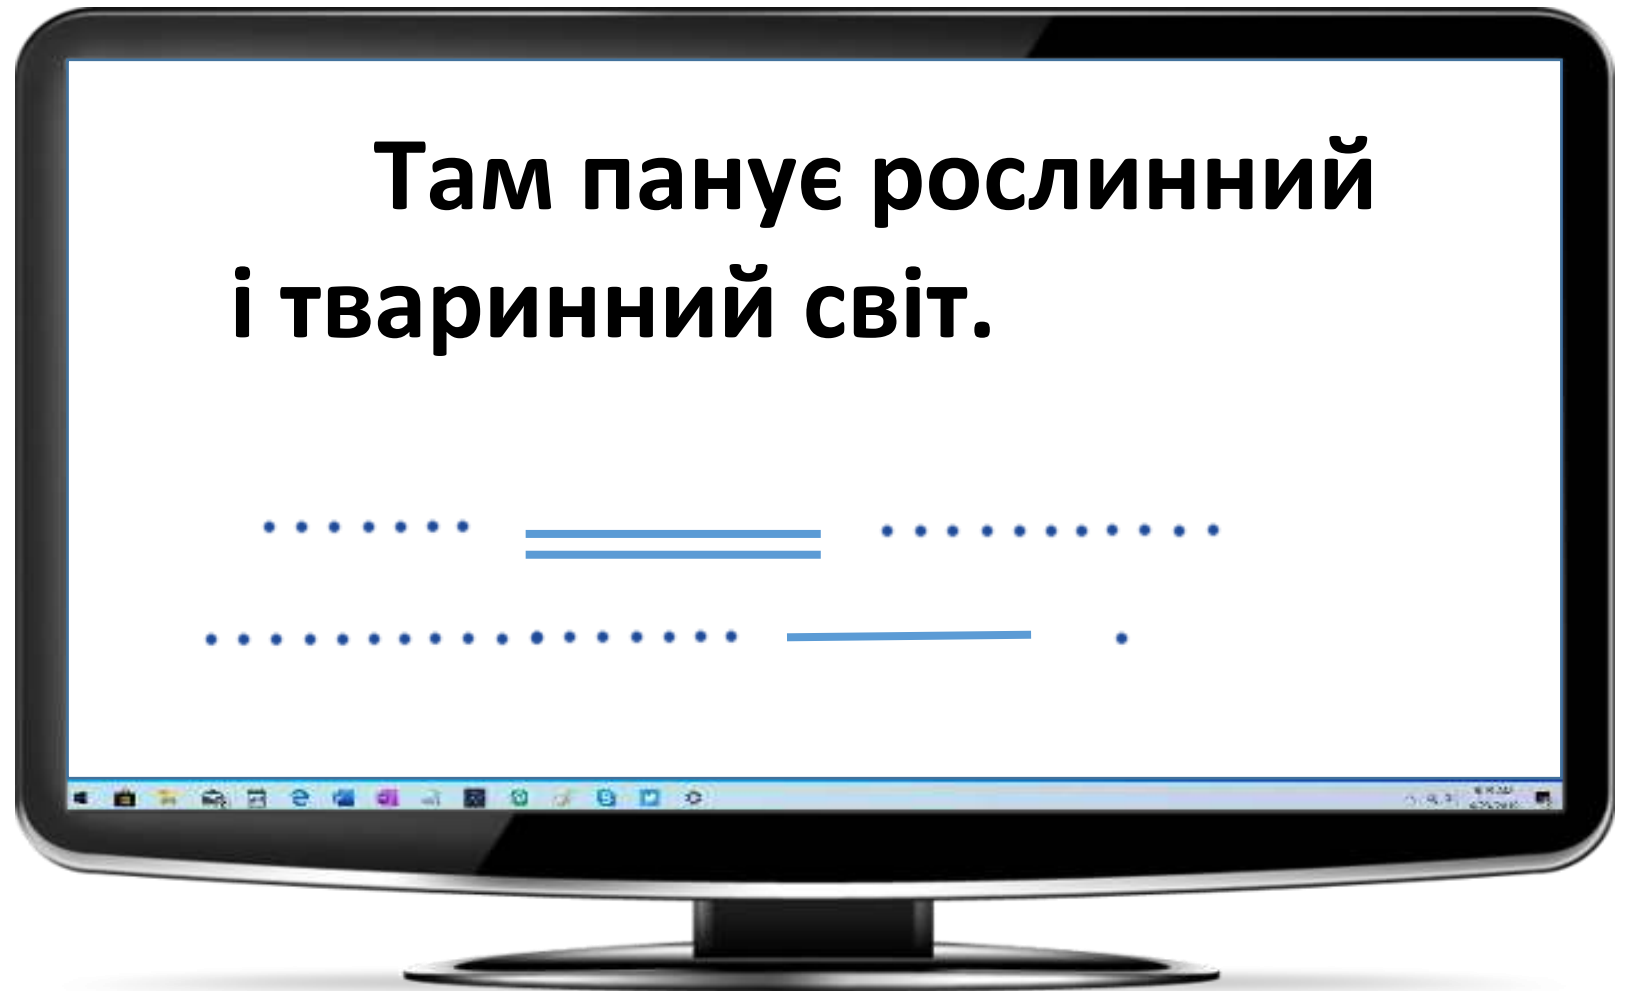 Там панує рослинний
і тваринний світ.